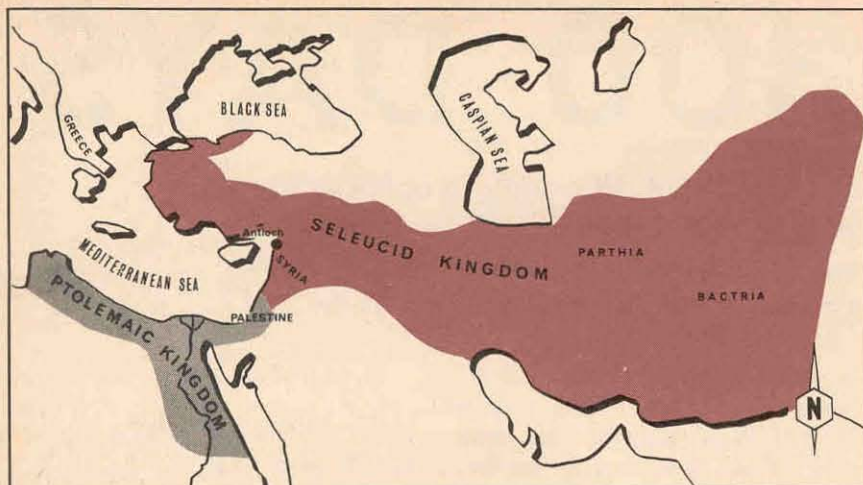 BLACK SEA
CASPIAN SEA
GREECE
Antioch
SELEUCID KINGDOM
SYRIA
MEDITERRANEAN SEA
PARTHIA
BACTRIA
PALESTINE
PTOLEMAIC KINGDOM
N